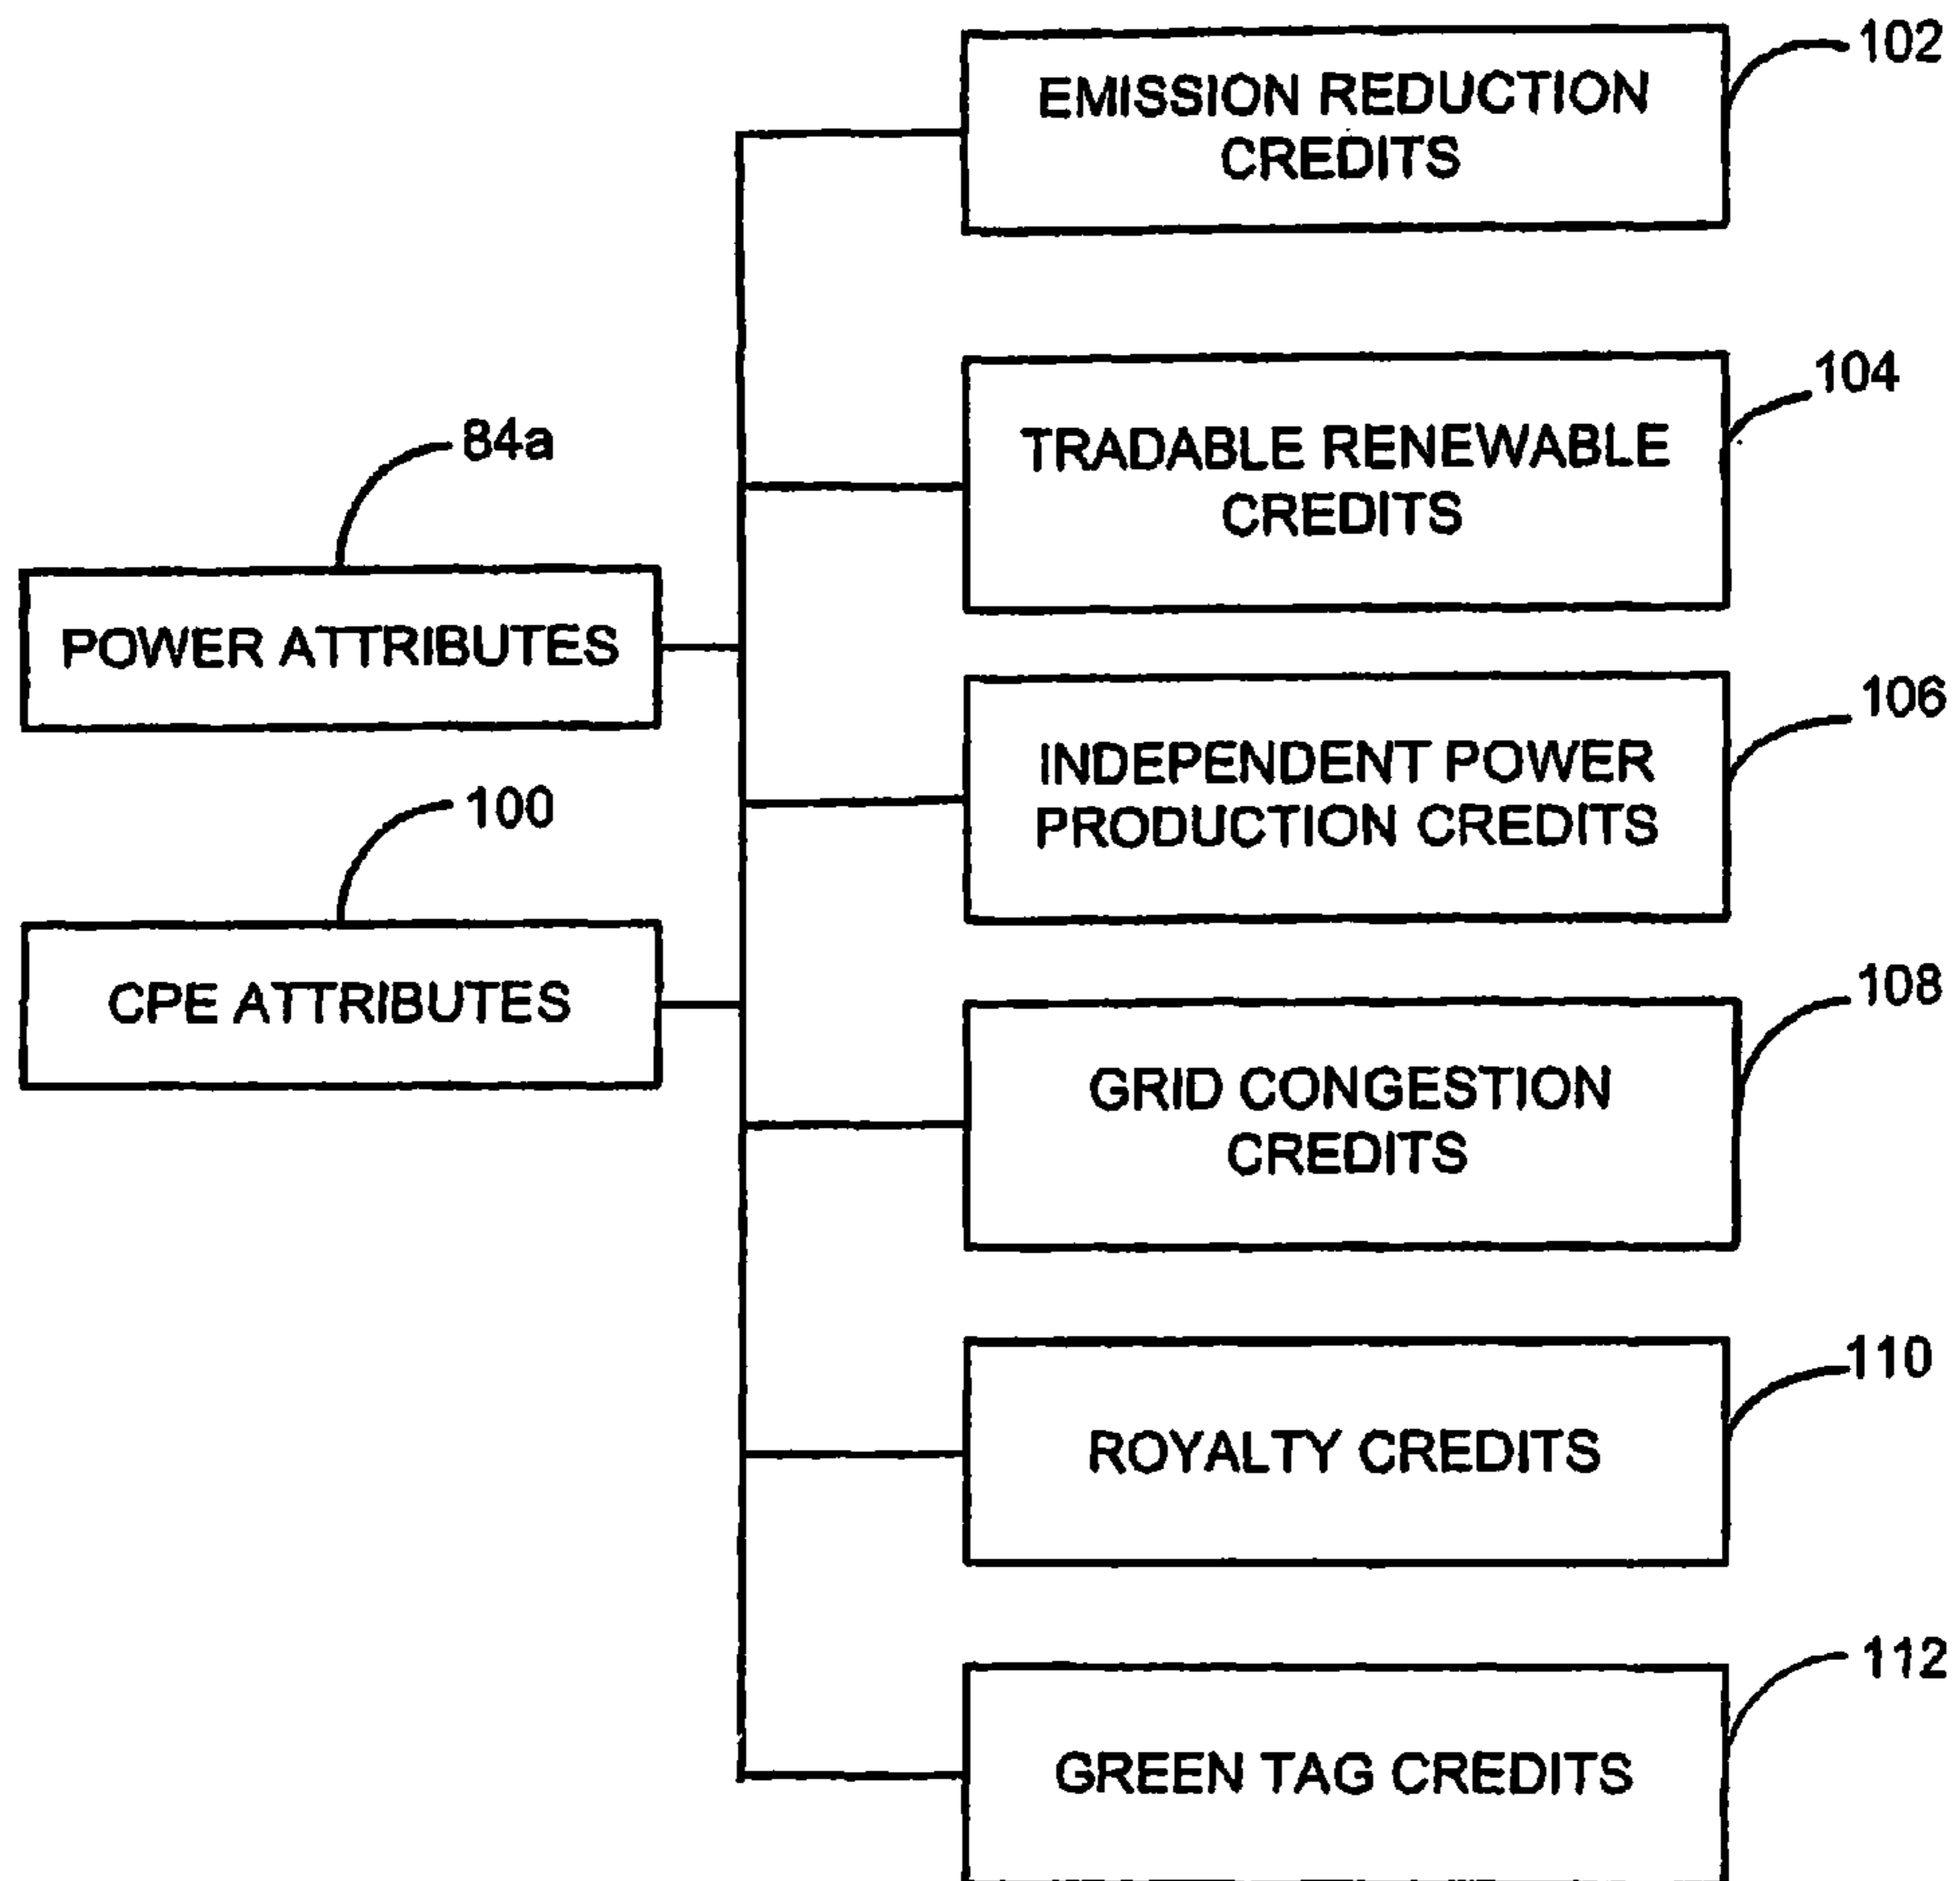 102
EMISSION REDUCTION
CREDITS
104
TRADABLE RENEWABLE
CREDITS
84a
POWER ATTRIBUTES
106
INDEPENDENT POWER
PRODUCTION CREDITS
100
CPE ATTRIBUTES
108
GRID CONGESTION
CREDITS
110
ROYALTY CREDITS
112
GREEN TAG CREDITS